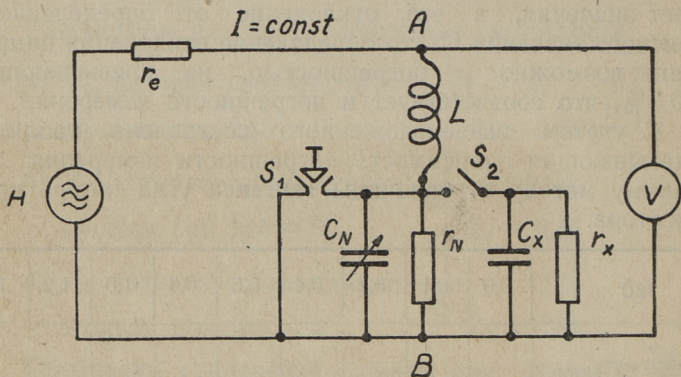 I = const
A
r_e
L
S_1
S_2
H
C_N
r_N
C_x
r_x
V
B